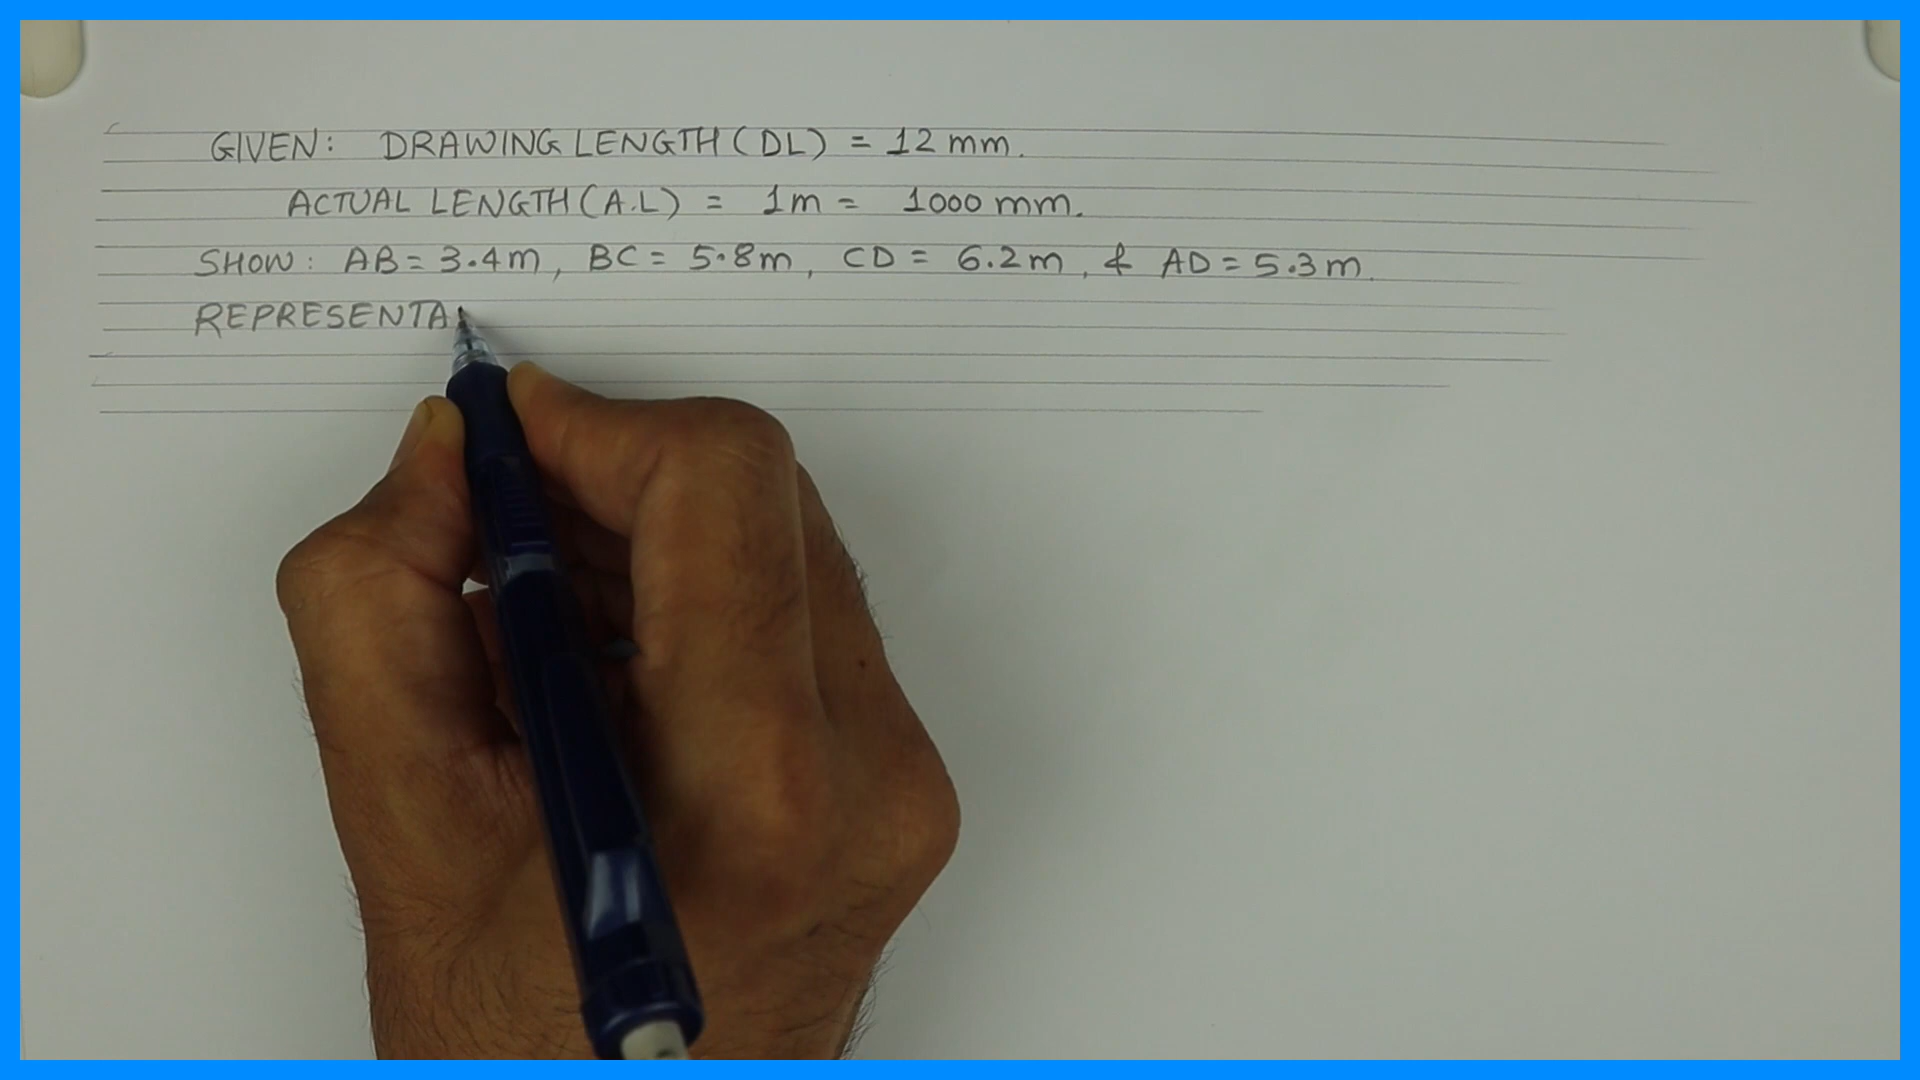 GIVEN: DRAWING LENGTH (DL) = 12 mm.
ACTUAL LENGTH (A.L) = 1m = 1000 mm.
SHOW: AB = 3.4m, BC = 5.8m, CD = 6.2m, & AD = 5.3m.
REPRESENTA